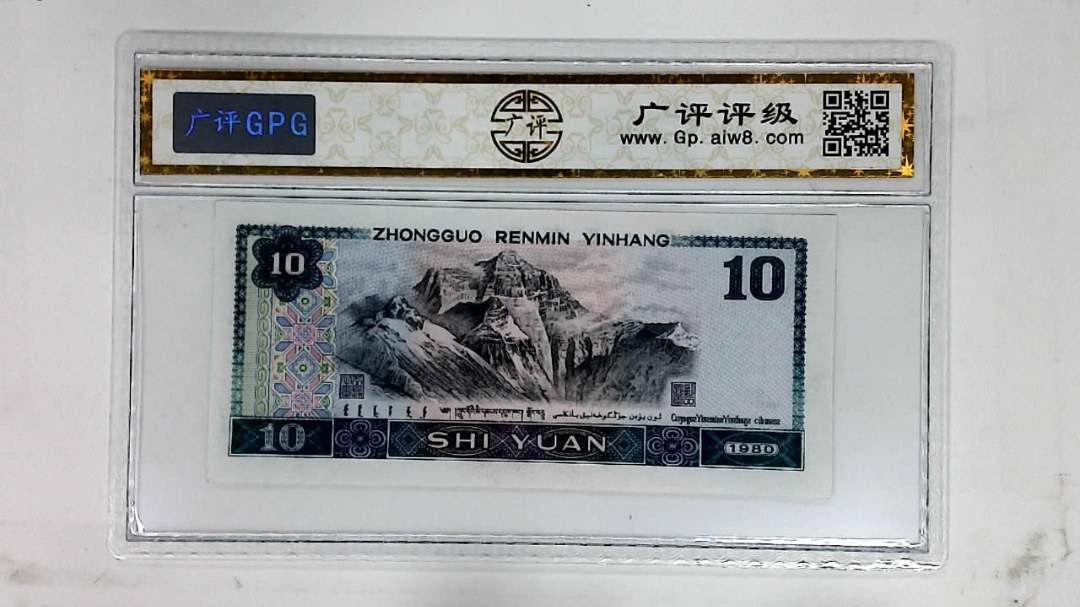 广评GPG
广评
广评评级
www. Gp. aiw8. com
ZHONGGUO RENMIN YINHANG
10
10
10
SHI YUAN
1980